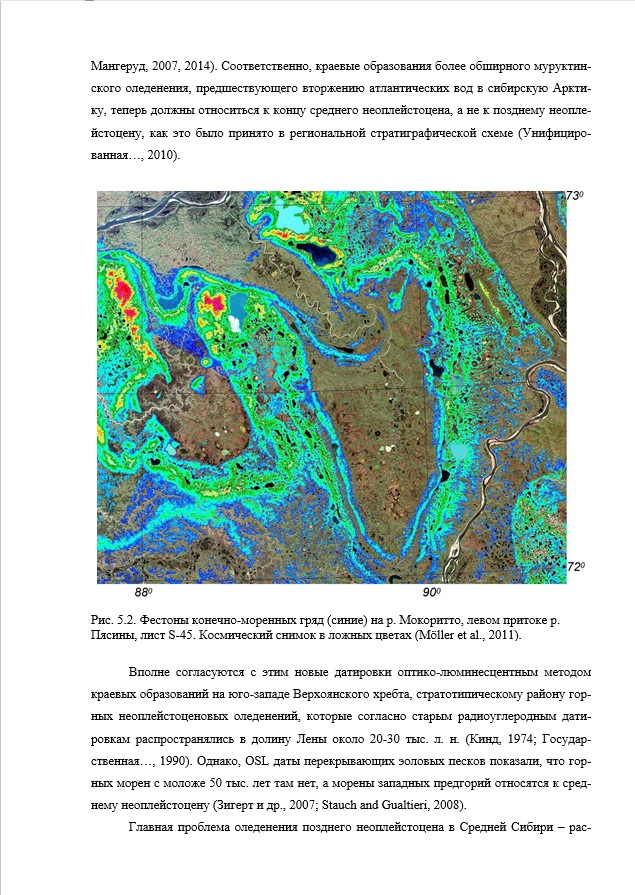 Мангеруд, 2007, 2014). Соответственно, краевые образования более обширного муруктин-
ского оледенения, предшествующего вторжению атлантических вод в сибирскую Аркти-
ку, теперь должны относиться к концу среднего неоплейстоцена, а не к позднему неопле-
йстоцену, как это было принято в региональной стратиграфической схеме (Унифициро-
ванная…, 2010).
73⁰
72⁰
88⁰ 90⁰
Рис. 5.2. Фестоны конечно-моренных гряд (синие) на р. Мокоритто, левом притоке р.
Пясины, лист S-45. Космический снимок в ложных цветах (Möller et al., 2011).
Вполне согласуются с этим новые датировки оптико-люминесцентным методом
краевых образований на юго-западе Верхоянского хребта, стратотипическому району гор-
ных неоплейстоценовых оледенений, которые согласно старым радиоуглеродным дати-
ровкам распространялись в долину Лены около 20-30 тыс. л. н. (Кинд, 1974; Государ-
ственная…, 1990). Однако, OSL даты перекрывающих эоловых песков показали, что гор-
ных морен с моложе 50 тыс. лет там нет, а морены западных предгорий относятся к сред-
нему неоплейстоцену (Зигерт и др., 2007; Stauch and Gualtieri, 2008).
Главная проблема оледенения позднего неоплейстоцена в Средней Сибири – рас-